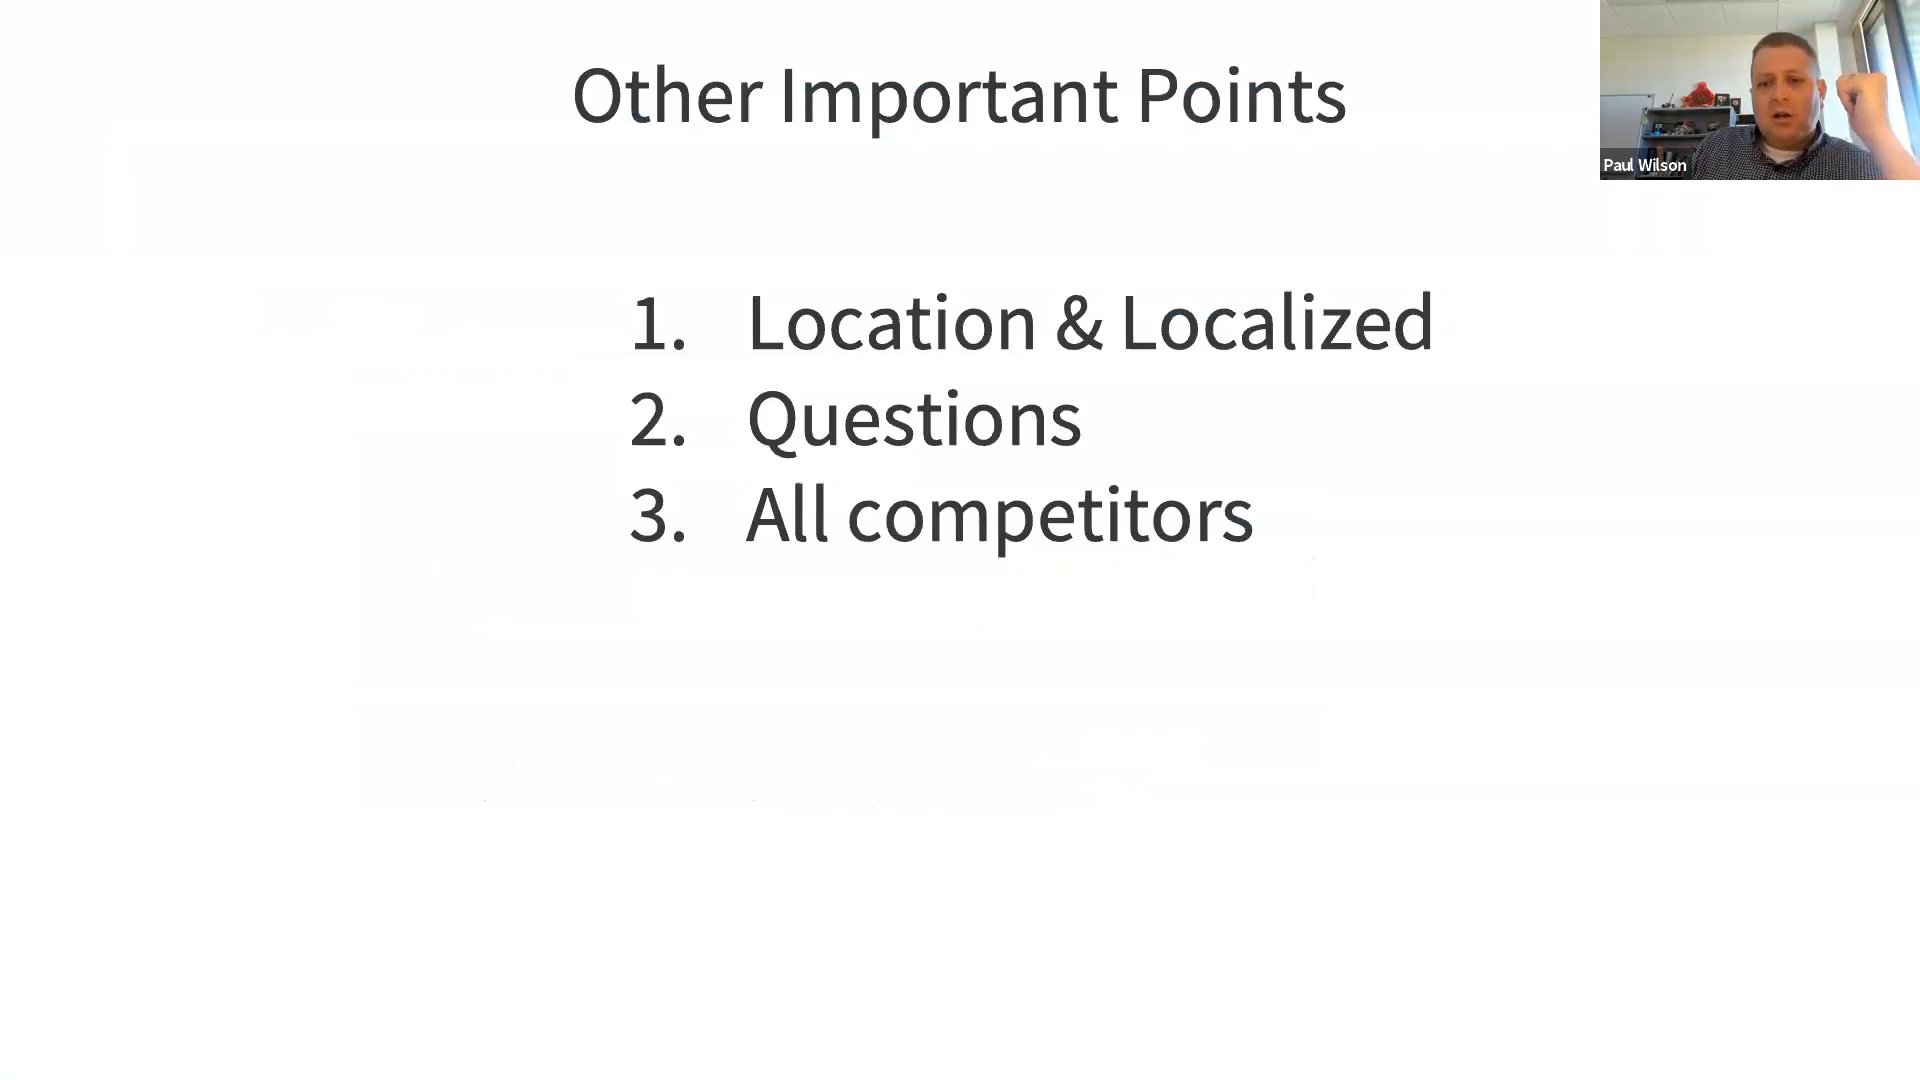 Other Important Points
Paul Wilson
1. Location & Localized
2. Questions
3. All competitors